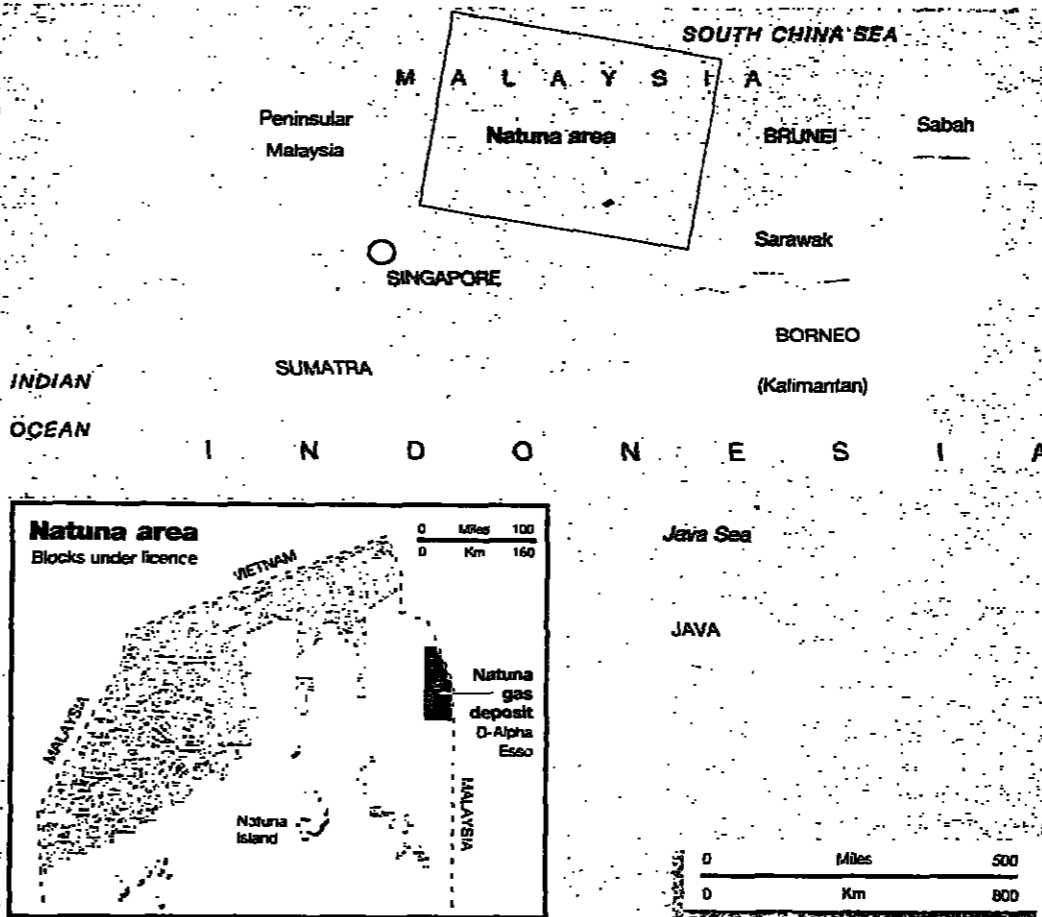 SOUTH CHINA SEA
M A L A Y S I A
Peninsular
Malaysia
Natuna area
BRUNEI
Sabah
Sarawak
SINGAPORE
BORNEO
(Kalimantan)
SUMATRA
INDIAN
OCEAN
I N D O N E S I A
Natuna area
Blocks under licence
0 Miles 100
0 Km 160
VIETNAM
MALAYSIA
Natuna
gas
deposit
D-Alpha
Esso
Natuna
Island
MALAYSIA
Java Sea
JAVA
0 Miles 500
0 Km 800